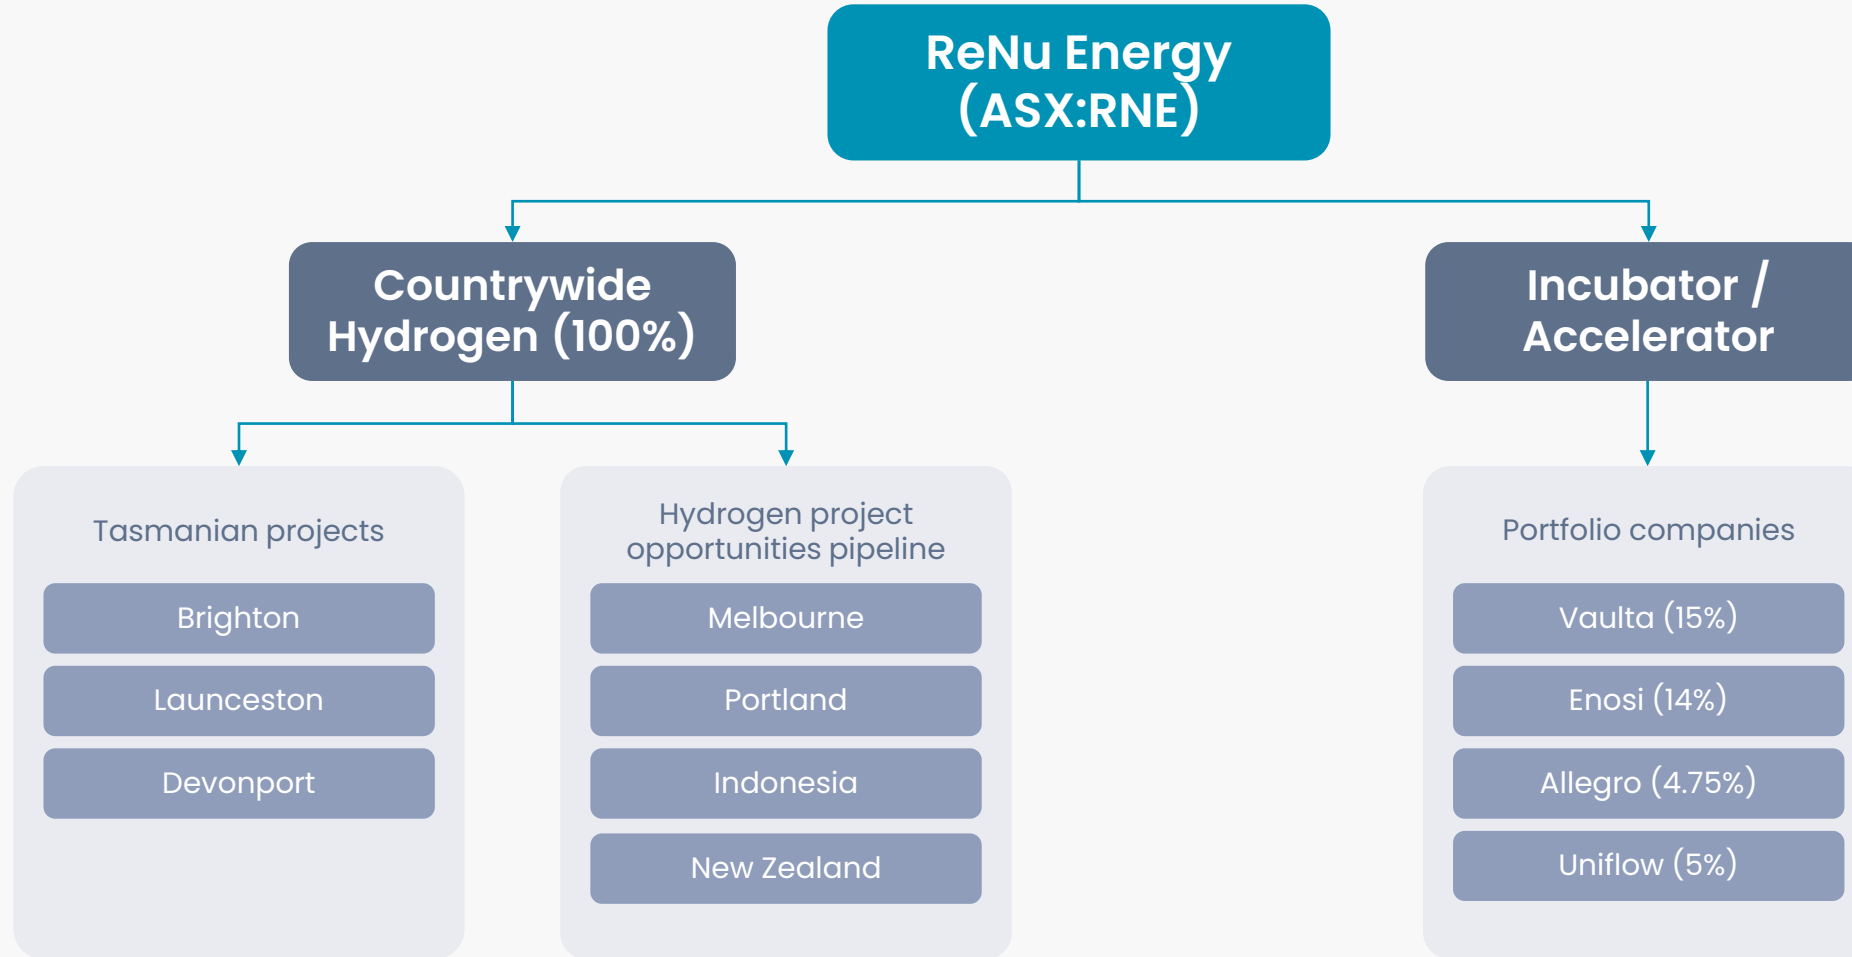 ReNu Energy
(ASX:RNE)
Countrywide
Hydrogen (100%)
Incubator /
Accelerator
Tasmanian projects
Brighton
Launceston
Devonport
Hydrogen project
opportunities pipeline
Melbourne
Portland
Indonesia
New Zealand
Portfolio companies
Vaulta (15%)
Enosi (14%)
Allegro (4.75%)
Uniflow (5%)